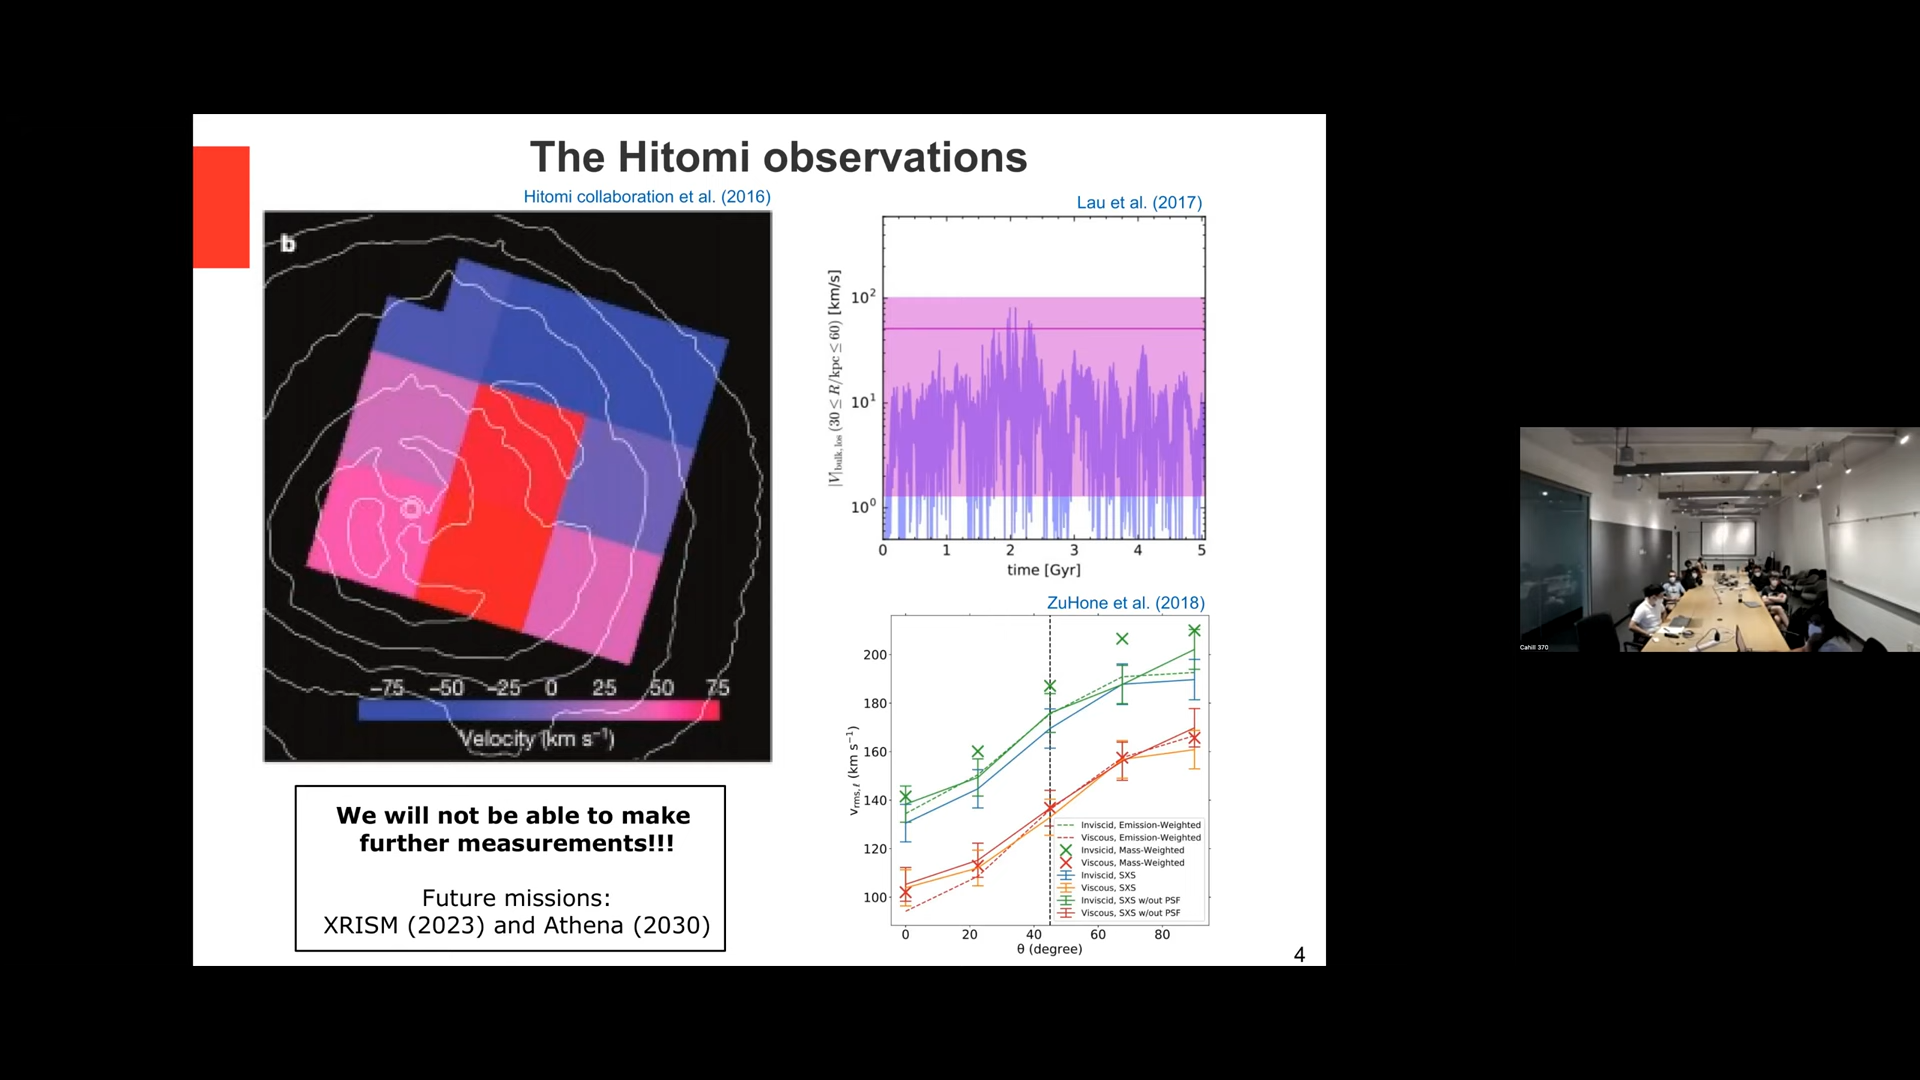 The Hitomi observations
Hitomi collaboration et al. (2016)
b
−75 −50 −25 0 25 50 75
Velocity (km s⁻¹)
We will not be able to make
further measurements!!!
Future missions:
XRISM (2023) and Athena (2030)
Lau et al. (2017)
|V|bulk, los (30 ≤ R/kpc ≤ 60) [km/s]
10²
10¹
10⁰
0 1 2 3 4 5
time [Gyr]
ZuHone et al. (2018)
vrms,ℓ (km s⁻¹)
200
180
160
140
120
100
Inviscid, Emission-Weighted
Viscous, Emission-Weighted
Invsicid, Mass-Weighted
Viscous, Mass-Weighted
Inviscid, SXS
Viscous, SXS
Inviscid, SXS w/out PSF
Viscous, SXS w/out PSF
0 20 40 60 80
θ (degree)
4
Cahill 370